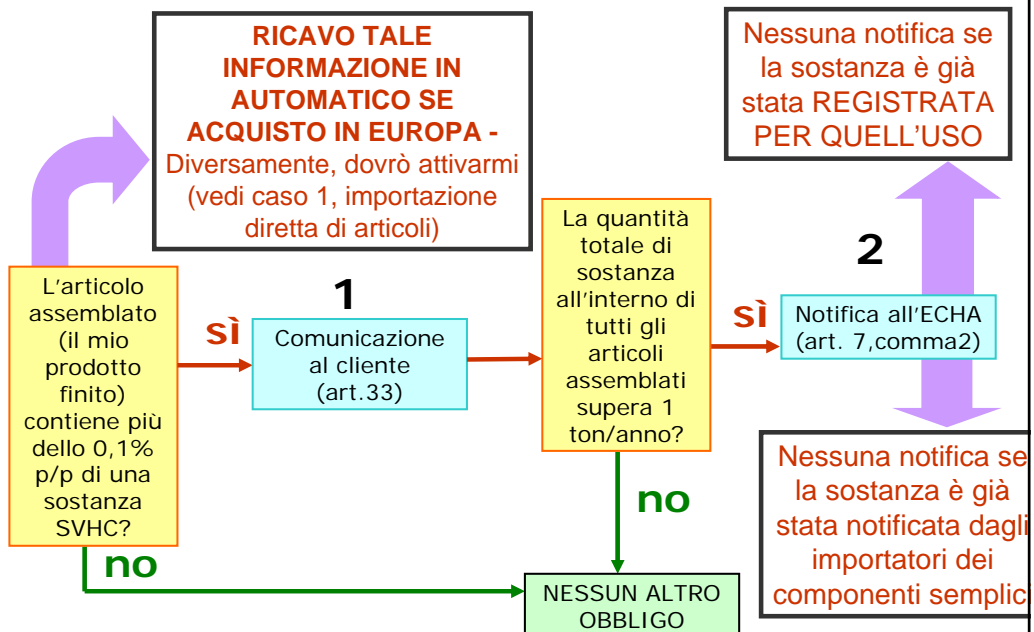 RICAVO TALE
INFORMAZIONE IN
AUTOMATICO SE
ACQUISTO IN EUROPA -
Diversamente, dovrò attivarmi
(vedi caso 1, importazione
diretta di articoli)
Nessuna notifica se
la sostanza è già
stata REGISTRATA
PER QUELL'USO
L'articolo
assemblato
(il mio
prodotto
finito)
contiene più
dello 0,1%
p/p di una
sostanza
SVHC?
sì
1
Comunicazione
al cliente
(art.33)
La quantità
totale di
sostanza
all'interno di
tutti gli
articoli
assemblati
supera 1
ton/anno?
sì
2
Notifica all'ECHA
(art. 7,comma2)
Nessuna notifica se
la sostanza è già
stata notificata dagli
importatori dei
componenti semplic
no
no
NESSUN ALTRO
OBBLIGO